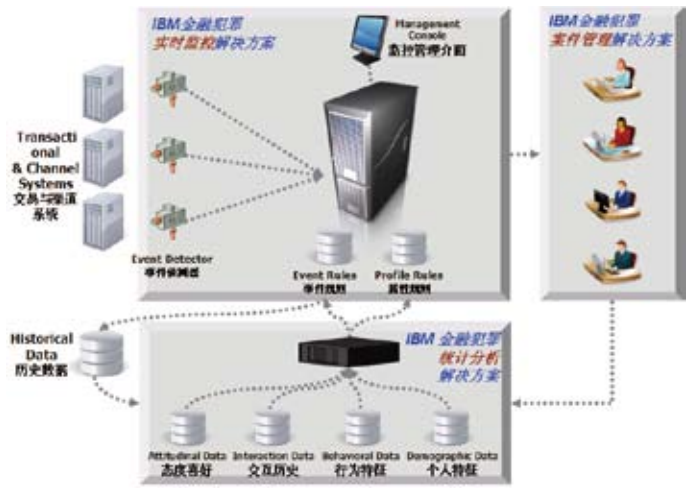 IBM金融犯罪
实时监控解决方案
Management
Console
监控管理介面
IBM金融犯罪
案件管理解决方案
Transacti
onal
& Channel
Systems
交易与渠道
系统
Event Detector
事件侦测器
Event Rules
事件规则
Profile Rules
属性规则
Historical
Data
历史数据
IBM 金融犯罪
统计分析
解决方案
Attitudinal Data
态度喜好
Interaction Data
交互历史
Behavioral Data
行为特征
Demographic Data
个人特征